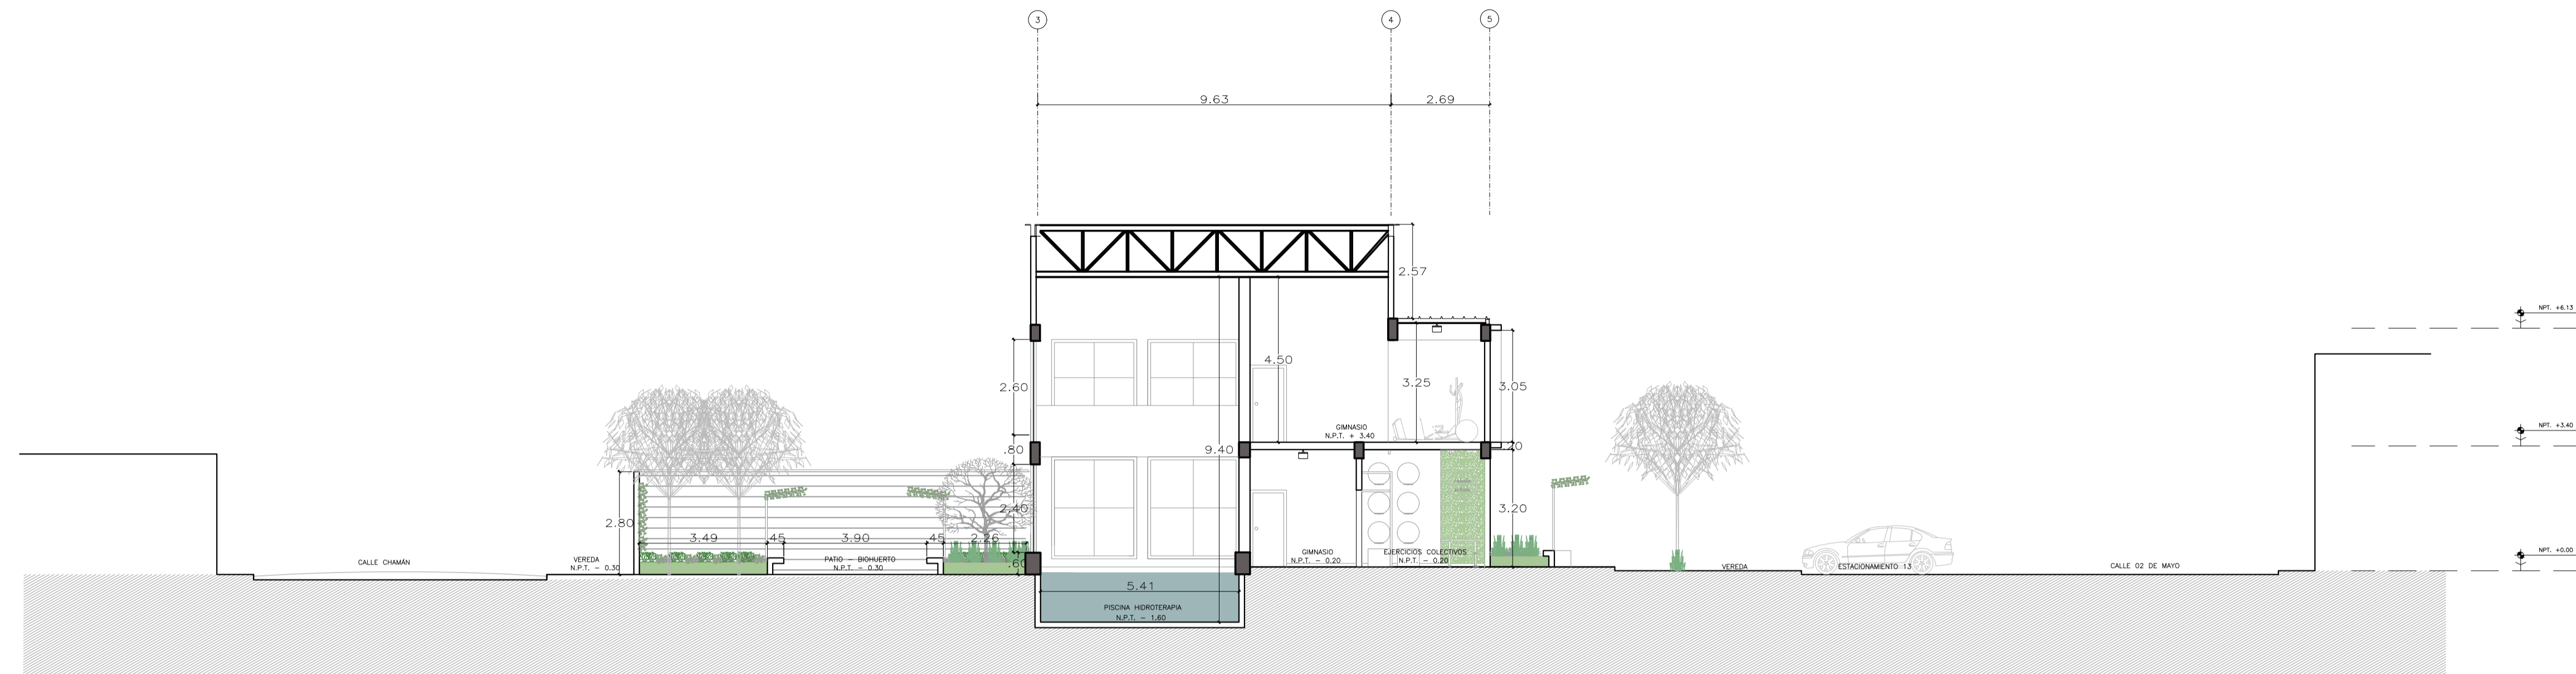 3
4
5
9.63
2.69
2.57
NPT. +6.13
2.60
4.50
3.25
3.05
GIMNASIO
N.P.T. + 3.40
NPT. +3.40
.80
9.40
.20
2.80
2.40
3.20
3.49
.45
3.90
.45
2.26
CALLE CHAMÁN
VEREDA
N.P.T. - 0.30
PATIO - BIOHUERTO
N.P.T. - 0.30
.60
GIMNASIO
N.P.T. - 0.20
EJERCICIOS COLECTIVOS
N.P.T. - 0.20
VEREDA
ESTACIONAMIENTO 13
CALLE 02 DE MAYO
NPT. +0.00
5.41
PISCINA HIDROTERAPIA
N.P.T. - 1.60